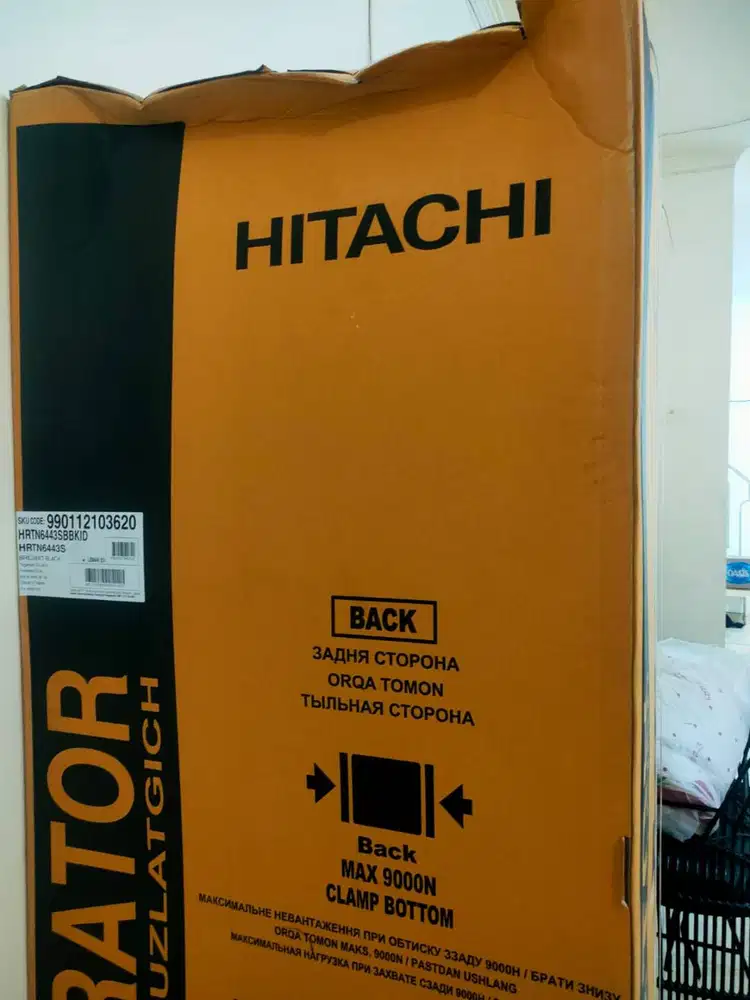 HITACHI
SKU CODE: 990112103620
HRTN6443SBBKID
HRTN6443S
BACK
ЗАДНЯ СТОРОНА
ORQA TOMON
ТЫЛЬНАЯ СТОРОНА
Back
MAX 9000N
CLAMP BOTTOM
МАКСИМАЛЬНЕ НЕВАНТАЖЕННЯ ПРИ ОБТИСКУ ЗЗАДУ 9000Н / БРАТИ ЗНИЗУ
ORQA TOMON MAKS. 9000N / PASTDAN USHLANG
МАКСИМАЛЬНАЯ НАГРУЗКА ПРИ ЗАХВАТЕ СЗАДИ 9000Н /
RATOR
UZLATGICH